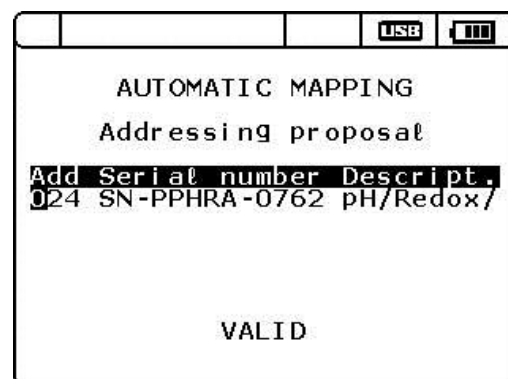 USB
AUTOMATIC MAPPING
Addressing proposal
Add Serial number Descript.
024 SN-PPHRA-0762 pH/Redox/
VALID